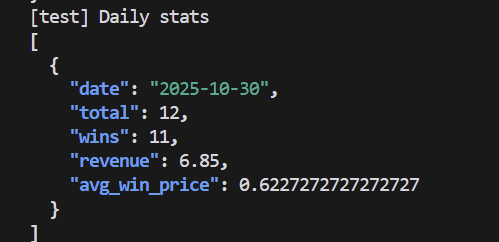 [test] Daily stats
[
  {
    "date": "2025-10-30",
    "total": 12,
    "wins": 11,
    "revenue": 6.85,
    "avg_win_price": 0.6227272727272727
  }
]